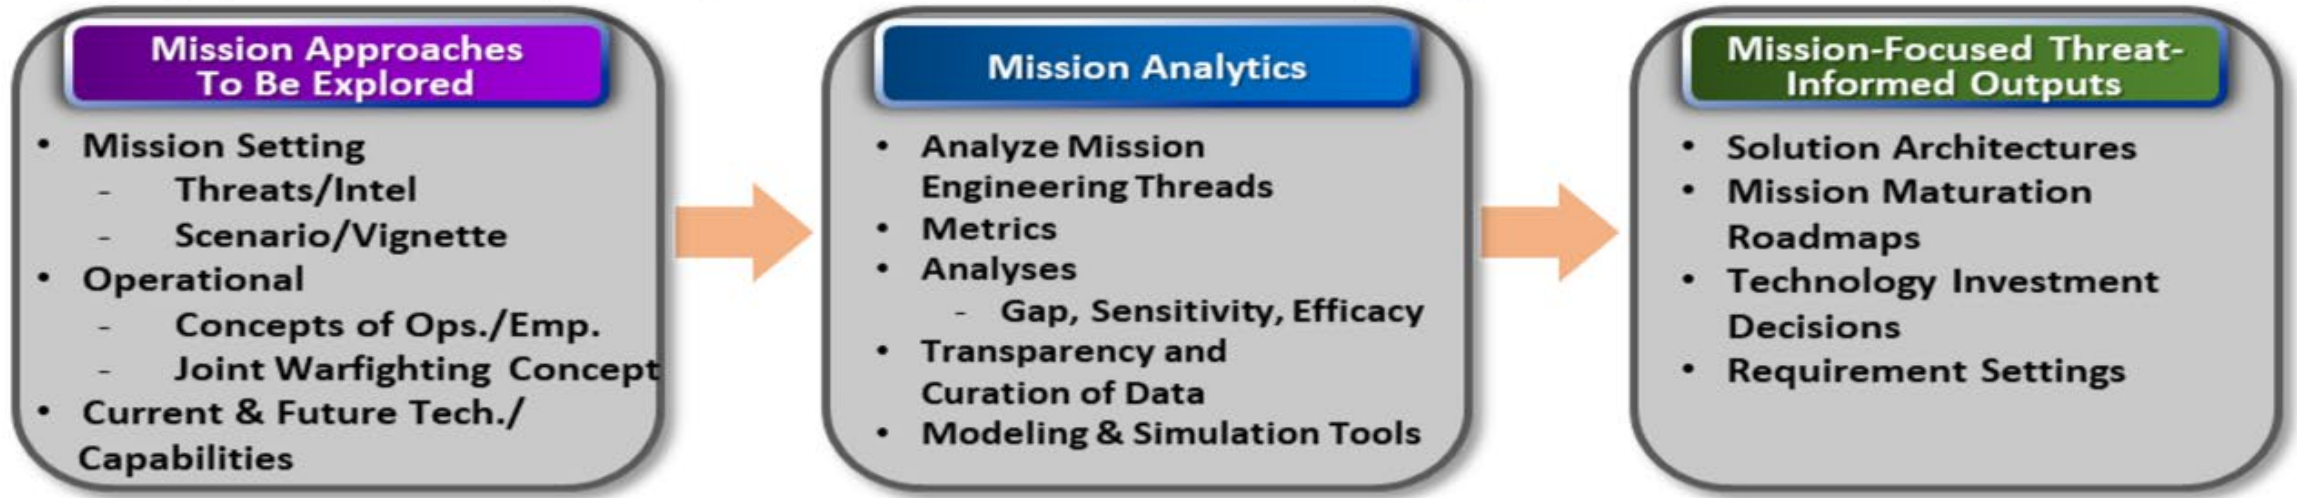 Mission Approaches
To Be Explored
• Mission Setting
- Threats/Intel
- Scenario/Vignette
• Operational
- Concepts of Ops./Emp.
- Joint Warfighting Concept
• Current & Future Tech./
Capabilities
Mission Analytics
• Analyze Mission
Engineering Threads
• Metrics
• Analyses
- Gap, Sensitivity, Efficacy
• Transparency and
Curation of Data
• Modeling & Simulation Tools
Mission-Focused Threat-
Informed Outputs
• Solution Architectures
• Mission Maturation
Roadmaps
• Technology Investment
Decisions
• Requirement Settings